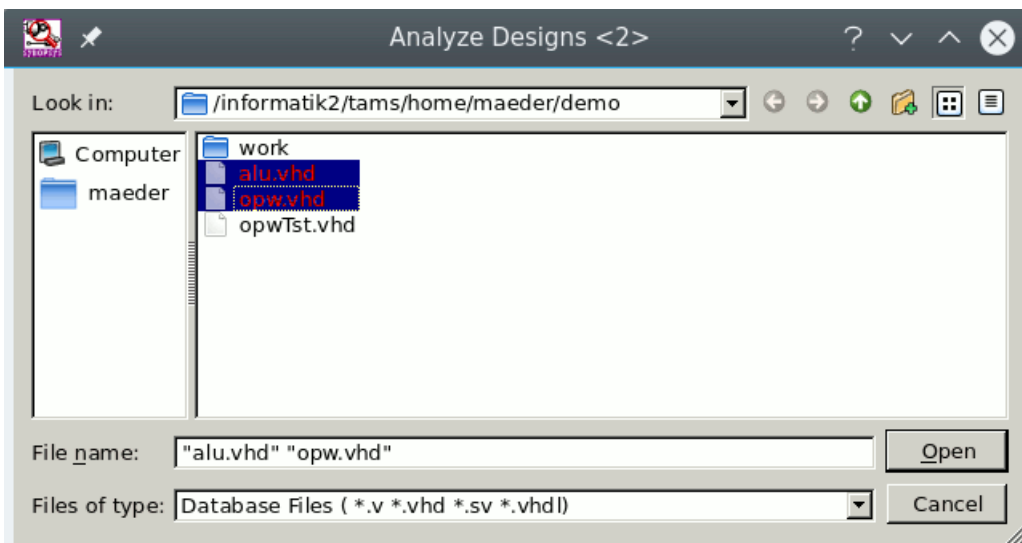 SYNOPSYS
Analyze Designs <2>
Look in: /informatik2/tams/home/maeder/demo
Computer
maeder
work
alu.vhd
opw.vhd
opwTst.vhd
File name: "alu.vhd" "opw.vhd"
Open
Files of type: Database Files ( *.v *.vhd *.sv *.vhdl)
Cancel